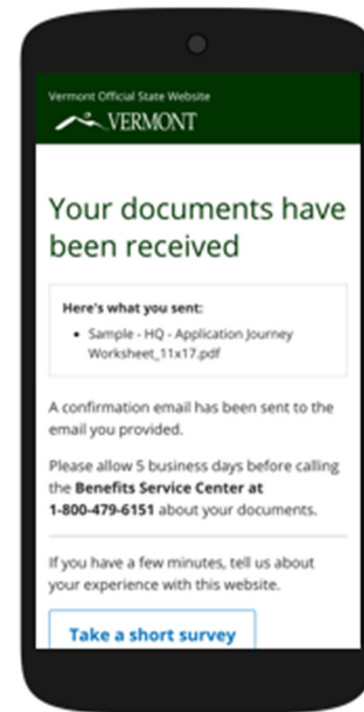 Vermont Official State Website
VERMONT
Your documents have
been received
Here's what you sent:
• Sample - HQ - Application Journey
Worksheet_11x17.pdf
A confirmation email has been sent to the
email you provided.
Please allow 5 business days before calling
the Benefits Service Center at
1-800-479-6151 about your documents.
If you have a few minutes, tell us about
your experience with this website.
Take a short survey